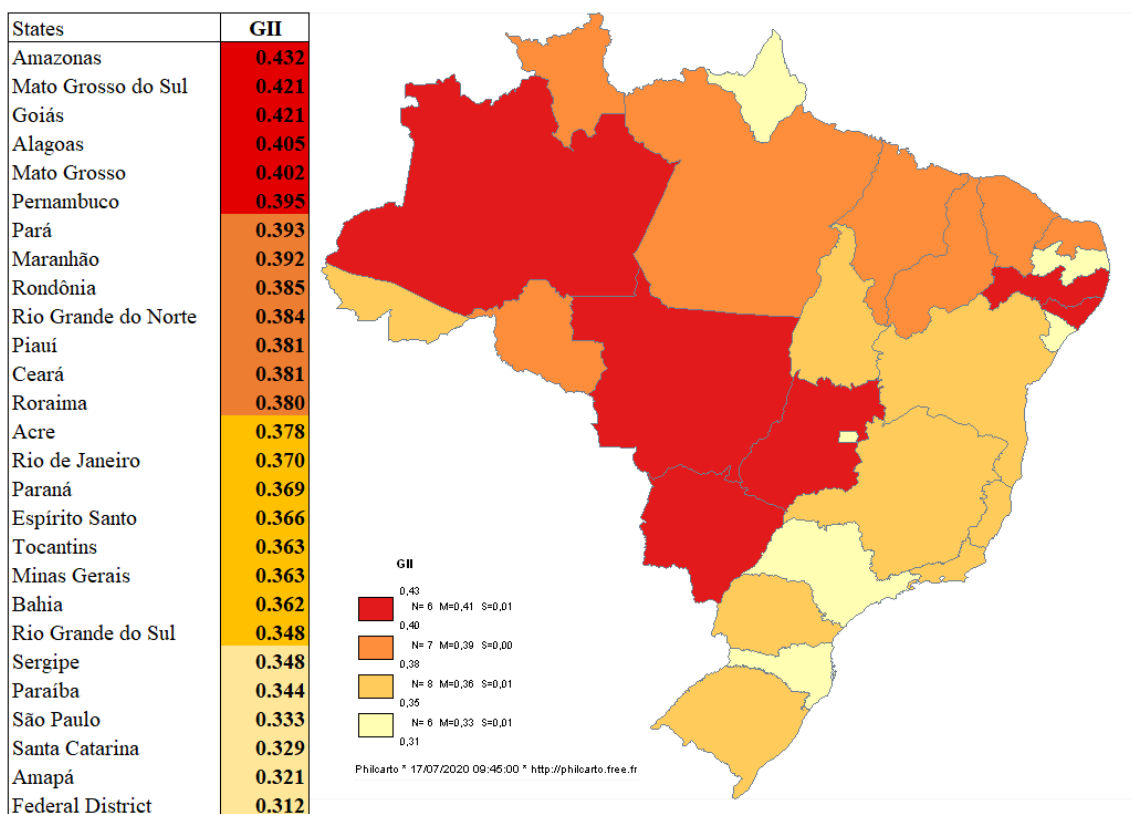 States GII
Amazonas 0.432
Mato Grosso do Sul 0.421
Goiás 0.421
Alagoas 0.405
Mato Grosso 0.402
Pernambuco 0.395
Pará 0.393
Maranhão 0.392
Rondônia 0.385
Rio Grande do Norte 0.384
Piauí 0.381
Ceará 0.381
Roraima 0.380
Acre 0.378
Rio de Janeiro 0.370
Paraná 0.369
Espírito Santo 0.366
Tocantins 0.363
Minas Gerais 0.363
Bahia 0.362
Rio Grande do Sul 0.348
Sergipe 0.348
Paraíba 0.344
São Paulo 0.333
Santa Catarina 0.329
Amapá 0.321
Federal District 0.312
GII
0,43
N= 6 M=0,41 S=0,01
0,40
N= 7 M=0,39 S=0,00
0,38
N= 8 M=0,36 S=0,01
0,35
N= 6 M=0,33 S=0,01
0,31
Philcarto * 17/07/2020 09:45:00 * http://philcarto.free.fr